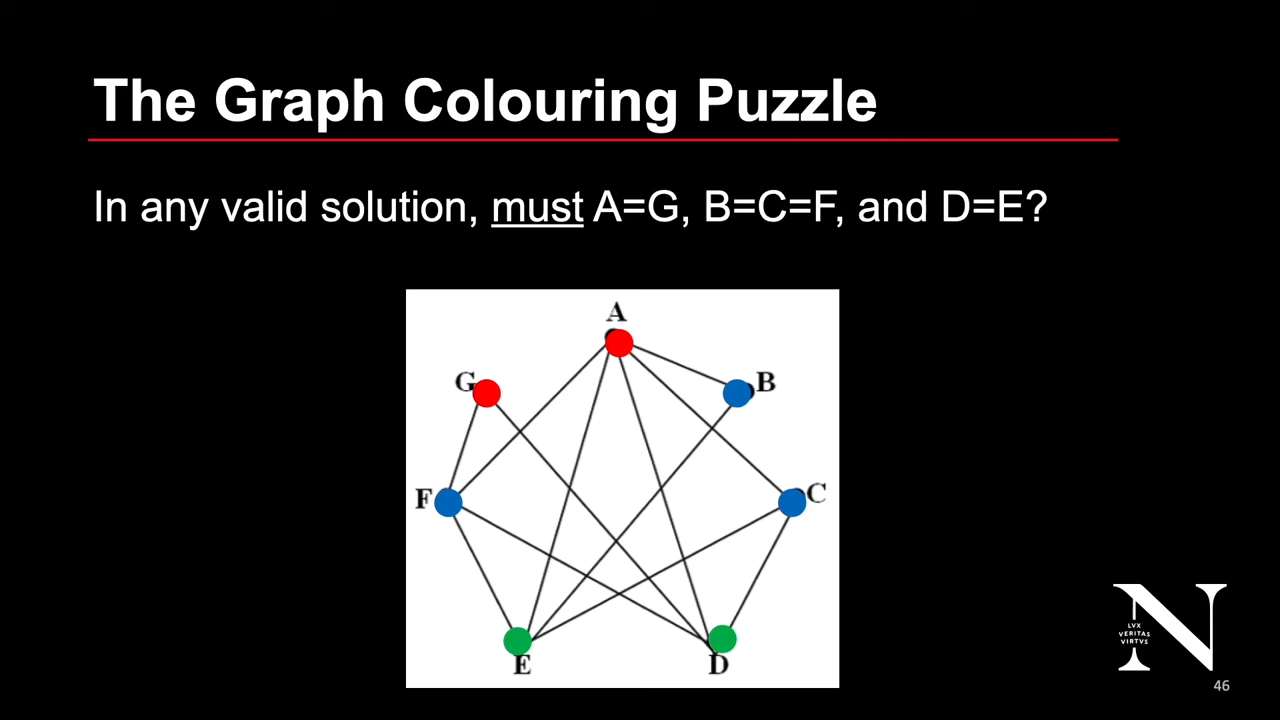 The Graph Colouring Puzzle
In any valid solution, must A=G, B=C=F, and D=E?
A
G
B
F
C
E
D
LVX
VERITAS
VIRTVS
46